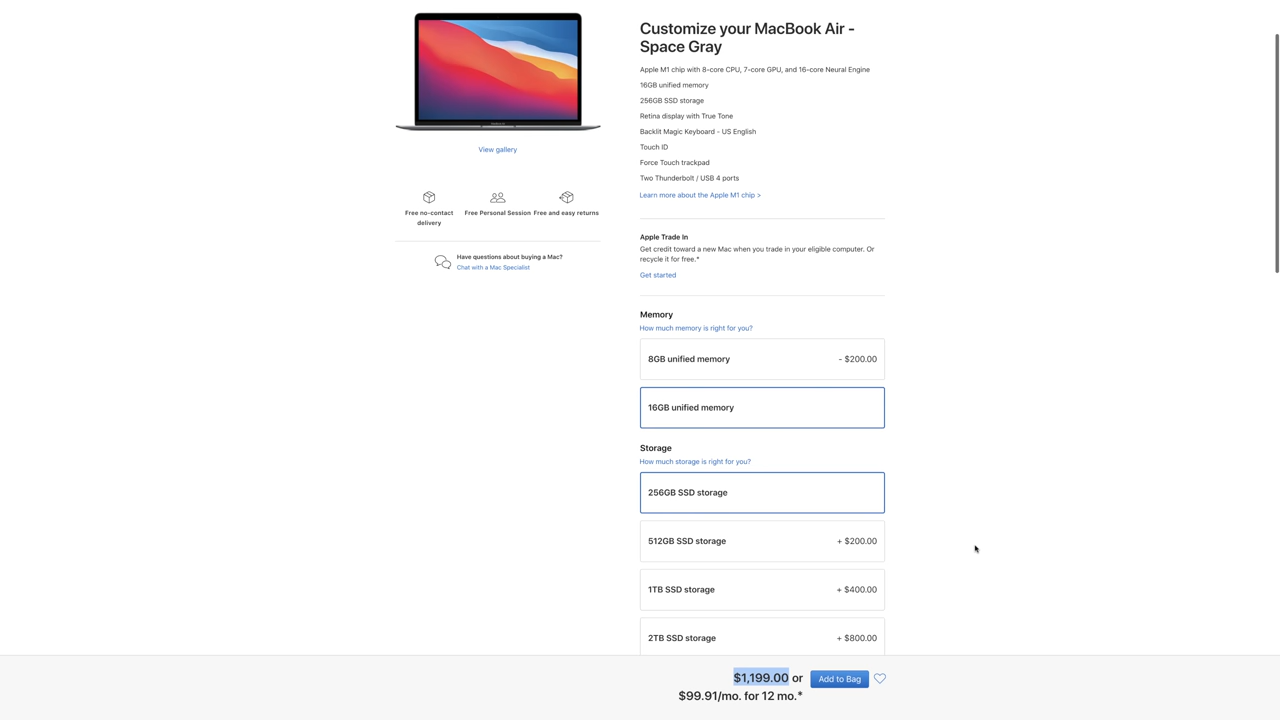 Customize your MacBook Air -
Space Gray
Apple M1 chip with 8-core CPU, 7-core GPU, and 16-core Neural Engine
16GB unified memory
256GB SSD storage
Retina display with True Tone
Backlit Magic Keyboard - US English
Touch ID
Force Touch trackpad
Two Thunderbolt / USB 4 ports
Learn more about the Apple M1 chip >
View gallery
Free no-contact
delivery
Free Personal Session
Free and easy returns
Have questions about buying a Mac?
Chat with a Mac Specialist
Apple Trade In
Get credit toward a new Mac when you trade in your eligible computer. Or
recycle it for free.*
Get started
Memory
How much memory is right for you?
8GB unified memory - $200.00
16GB unified memory
Storage
How much storage is right for you?
256GB SSD storage
512GB SSD storage + $200.00
1TB SSD storage + $400.00
2TB SSD storage + $800.00
$1,199.00 or
$99.91/mo. for 12 mo.*
Add to Bag